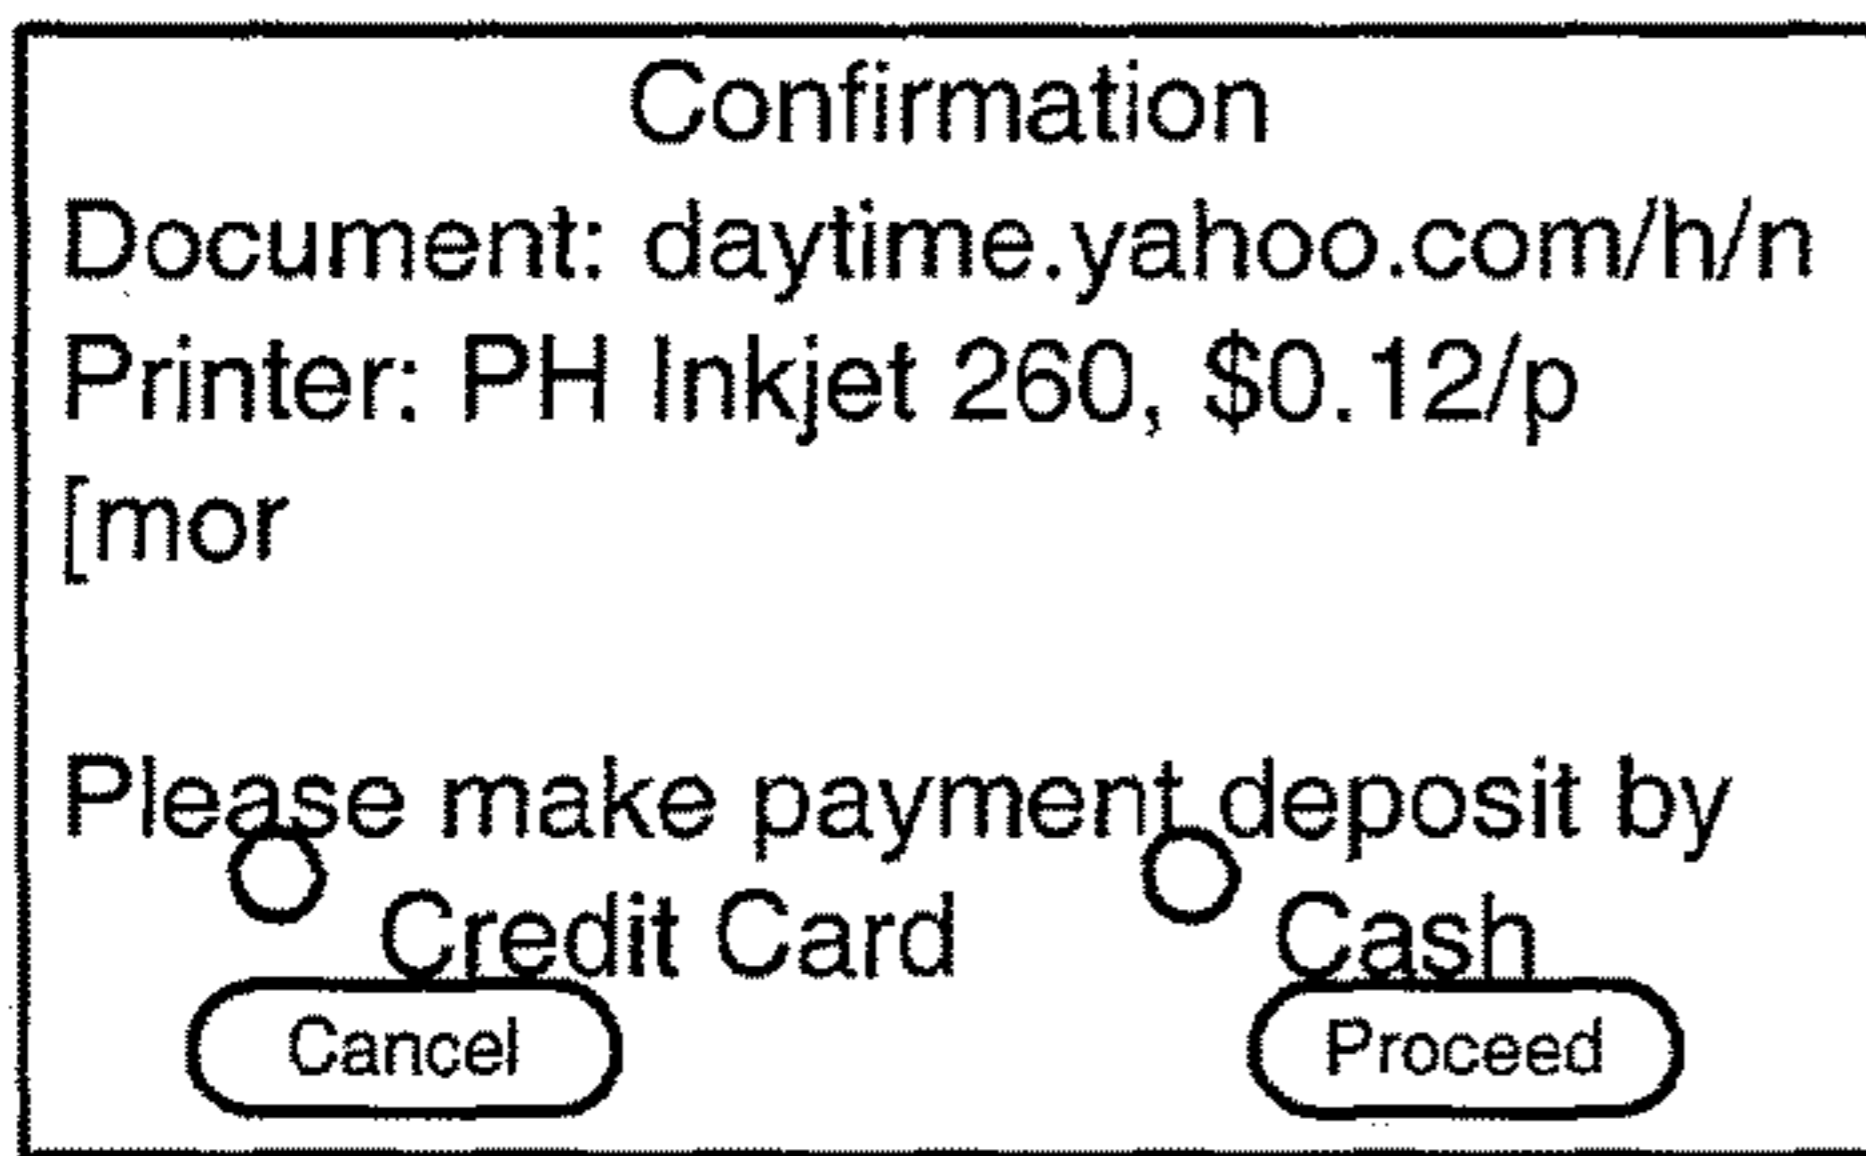 Confirmation
Document: daytime.yahoo.com/h/n
Printer: PH Inkjet 260, $0.12/p
[mor
Please make payment deposit by
Credit Card Cash
Cancel Proceed